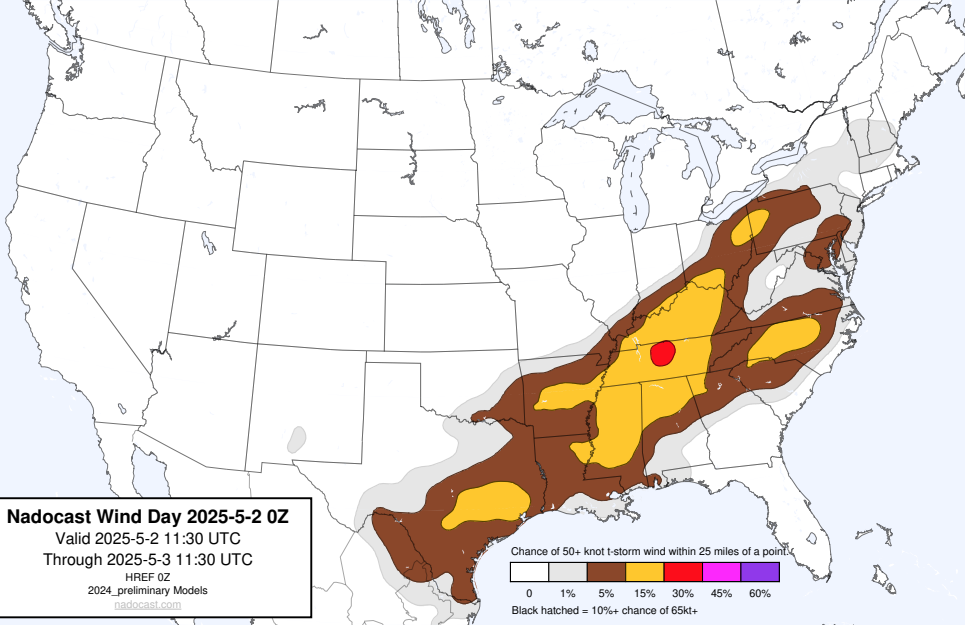 Nadocast Wind Day 2025-5-2 0Z
Valid 2025-5-2 11:30 UTC
Through 2025-5-3 11:30 UTC
HREF 0Z
2024_preliminary Models
nadocast.com
Chance of 50+ knot t-storm wind within 25 miles of a point.
0 1% 5% 15% 30% 45% 60%
Black hatched = 10%+ chance of 65kt+